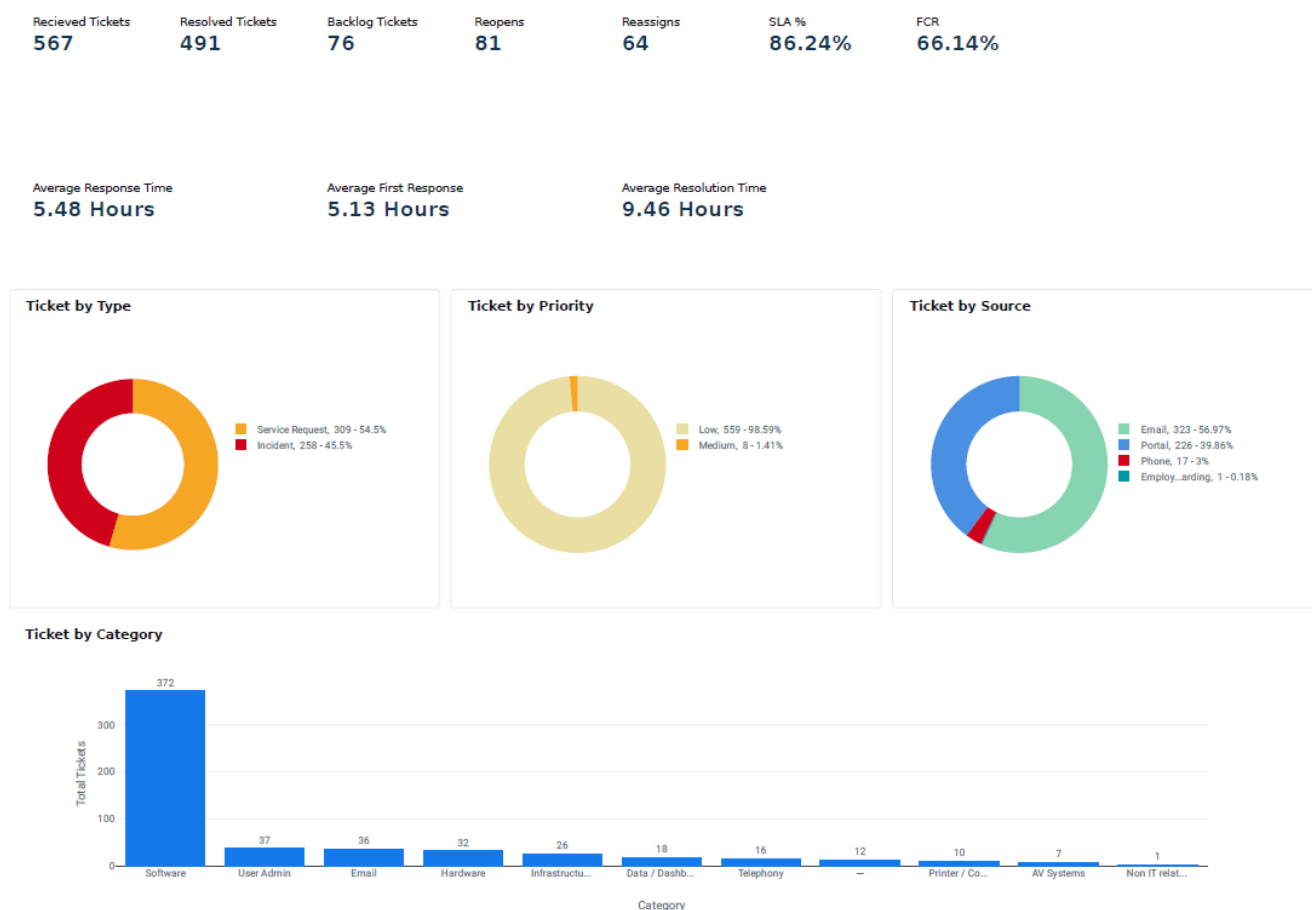 Recieved Tickets
567
Resolved Tickets
491
Backlog Tickets
76
Reopens
81
Reassigns
64
SLA %
86.24%
FCR
66.14%
Average Response Time
5.48 Hours
Average First Response
5.13 Hours
Average Resolution Time
9.46 Hours
Ticket by Type
Service Request, 309 - 54.5%
Incident, 258 - 45.5%
Ticket by Priority
Low, 559 - 98.59%
Medium, 8 - 1.41%
Ticket by Source
Email, 323 - 56.97%
Portal, 226 - 39.86%
Phone, 17 - 3%
Employ...arding, 1 - 0.18%
Ticket by Category
Total Tickets
300
200
100
0
372
37
36
32
26
18
16
12
10
7
1
Software
User Admin
Email
Hardware
Infrastructu...
Data / Dashb...
Telephony
—
Printer / Co...
AV Systems
Non IT relat...
Category